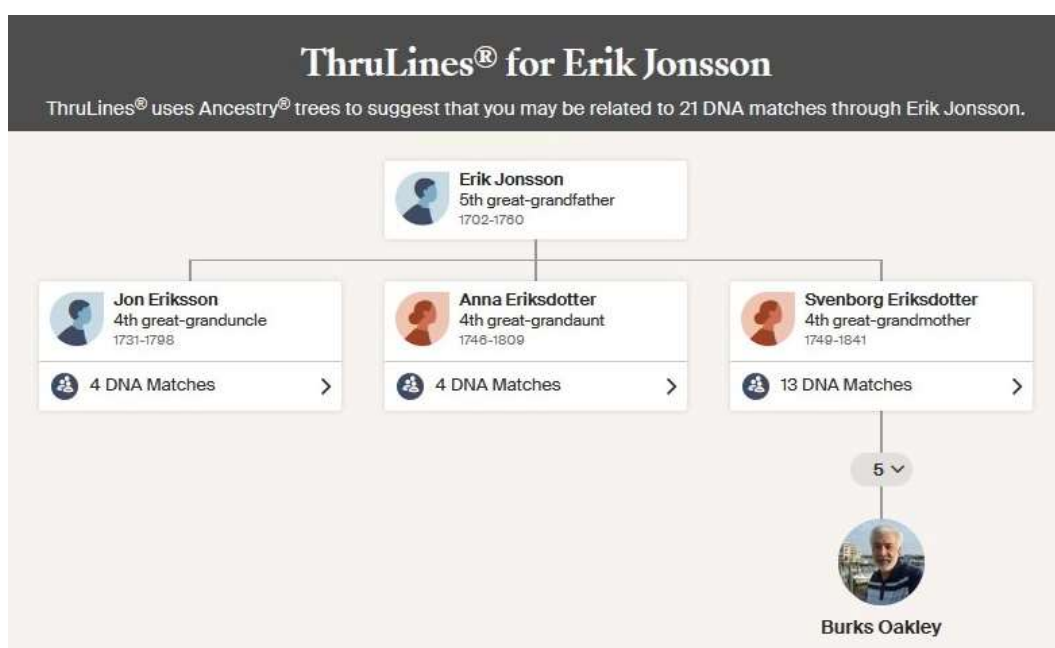 ThruLines® for Erik Jonsson
ThruLines® uses Ancestry® trees to suggest that you may be related to 21 DNA matches through Erik Jonsson.
Erik Jonsson
5th great-grandfather
1702-1760
Jon Eriksson
4th great-granduncle
1731-1798
4 DNA Matches
Anna Eriksdotter
4th great-grandaunt
1746-1809
4 DNA Matches
Svenborg Eriksdotter
4th great-grandmother
1749-1841
13 DNA Matches
5
Burks Oakley